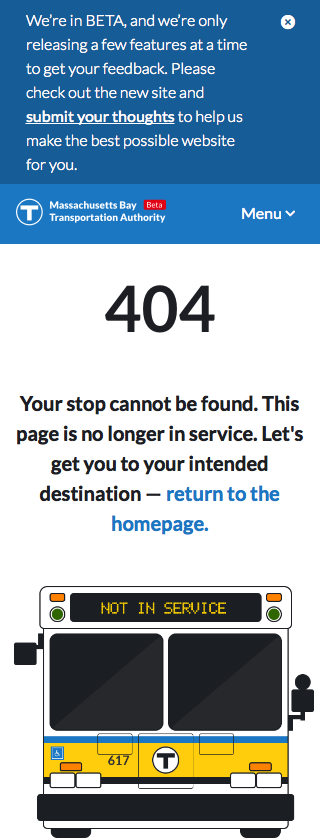 We're in BETA, and we're only
releasing a few features at a time
to get your feedback. Please
check out the new site and
submit your thoughts to help us
make the best possible website
for you.
Massachusetts Bay Beta
Transportation Authority
Menu
404
Your stop cannot be found. This
page is no longer in service. Let's
get you to your intended
destination — return to the
homepage.
NOT IN SERVICE
617
T